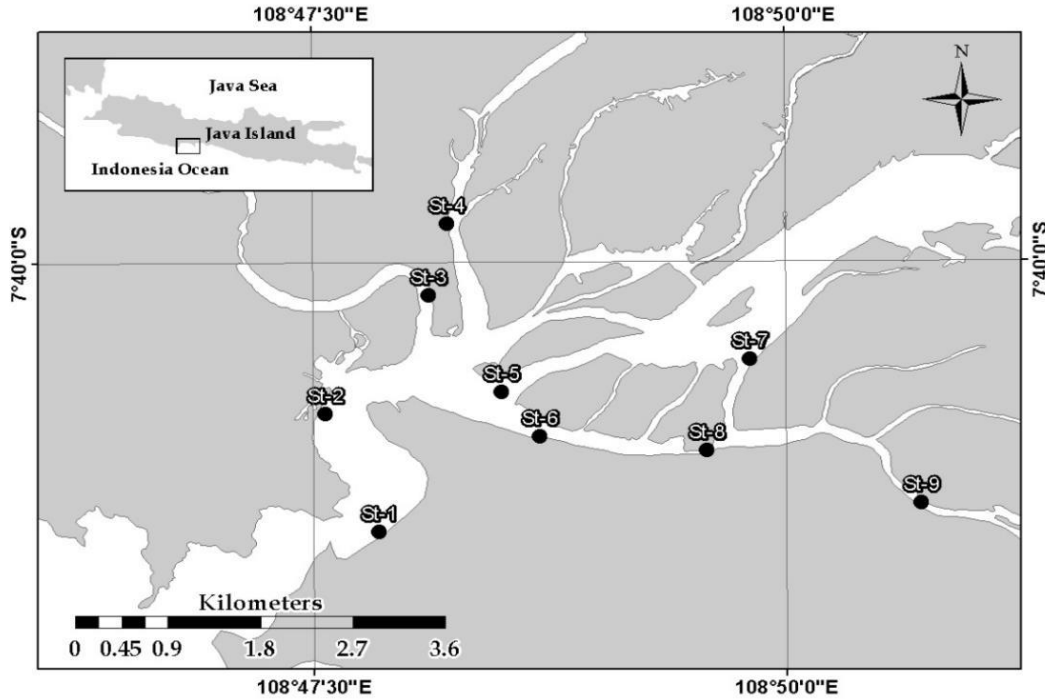 108°47'30"E 108°50'0"E
N
Java Sea
Java Island
Indonesia Ocean
St-4
7°40'0"S
7°40'0"S
St-3
St-7
St-5
St-2
St-6
St-8
St-9
St-1
Kilometers
0 0.45 0.9 1.8 2.7 3.6
108°47'30"E 108°50'0"E